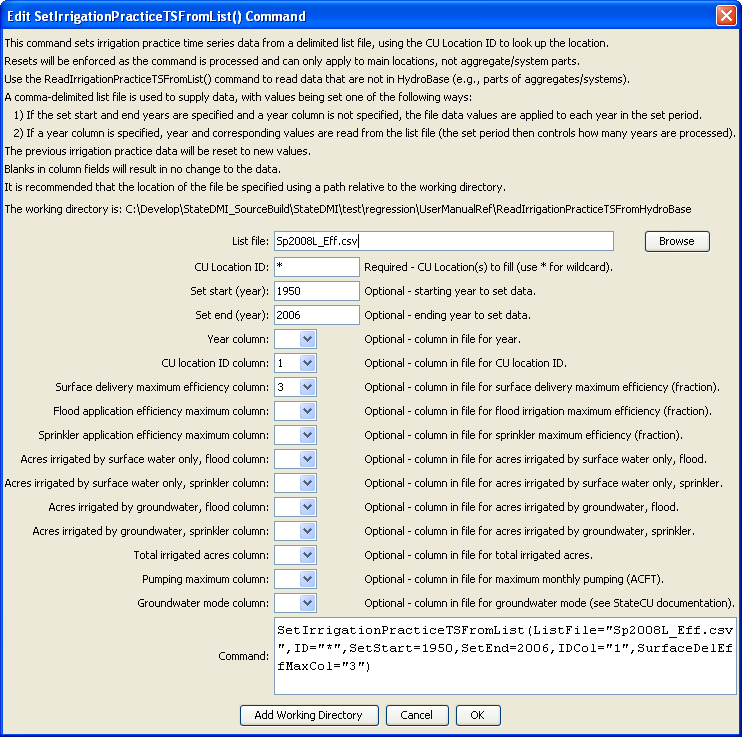 Edit SetIrrigationPracticeTSFromList() Command
This command sets irrigation practice time series data from a delimited list file, using the CU Location ID to look up the location.
Resets will be enforced as the command is processed and can only apply to main locations, not aggregate/system parts.
Use the ReadIrrigationPracticeTSFromList() command to read data that are not in HydroBase (e.g., parts of aggregates/systems).
A comma-delimited list file is used to supply data, with values being set one of the following ways:
1) If the set start and end years are specified and a year column is not specified, the file data values are applied to each year in the set period.
2) If a year column is specified, year and corresponding values are read from the list file (the set period then controls how many years are processed).
The previous irrigation practice data will be reset to new values.
Blanks in column fields will result in no change to the data.
It is recommended that the location of the file be specified using a path relative to the working directory.
The working directory is: C:\Develop\StateDMI_SourceBuild\StateDMI\test\regression\UserManualRef\ReadIrrigationPracticeTSFromHydroBase
List file: Sp2008L_Eff.csv Browse
CU Location ID: * Required - CU Location(s) to fill (use * for wildcard).
Set start (year): 1950 Optional - starting year to set data.
Set end (year): 2006 Optional - ending year to set data.
Year column: Optional - column in file for year.
CU location ID column: 1 Optional - column in file for CU location ID.
Surface delivery maximum efficiency column: 3 Optional - column in file for surface delivery maximum efficiency (fraction).
Flood application efficiency maximum column: Optional - column in file for flood irrigation maximum efficiency (fraction).
Sprinkler application efficiency maximum column: Optional - column in file for sprinkler maximum efficiency (fraction).
Acres irrigated by surface water only, flood column: Optional - column in file for acres irrigated by surface water only, flood.
Acres irrigated by surface water only, sprinkler column: Optional - column in file for acres irrigated by surface water only, sprinkler.
Acres irrigated by groundwater, flood column: Optional - column in file for acres irrigated by groundwater, flood.
Acres irrigated by groundwater, sprinkler column: Optional - column in file for acres irrigated by groundwater, sprinkler.
Total irrigated acres column: Optional - column in file for total irrigated acres.
Pumping maximum column: Optional - column in file for maximum monthly pumping (ACFT).
Groundwater mode column: Optional - column in file for groundwater mode (see StateCU documentation).
Command: SetIrrigationPracticeTSFromList(ListFile="Sp2008L_Eff.csv
",ID="*",SetStart=1950,SetEnd=2006,IDCol="1",SurfaceDelEf
fMaxCol="3")
Add Working Directory Cancel OK